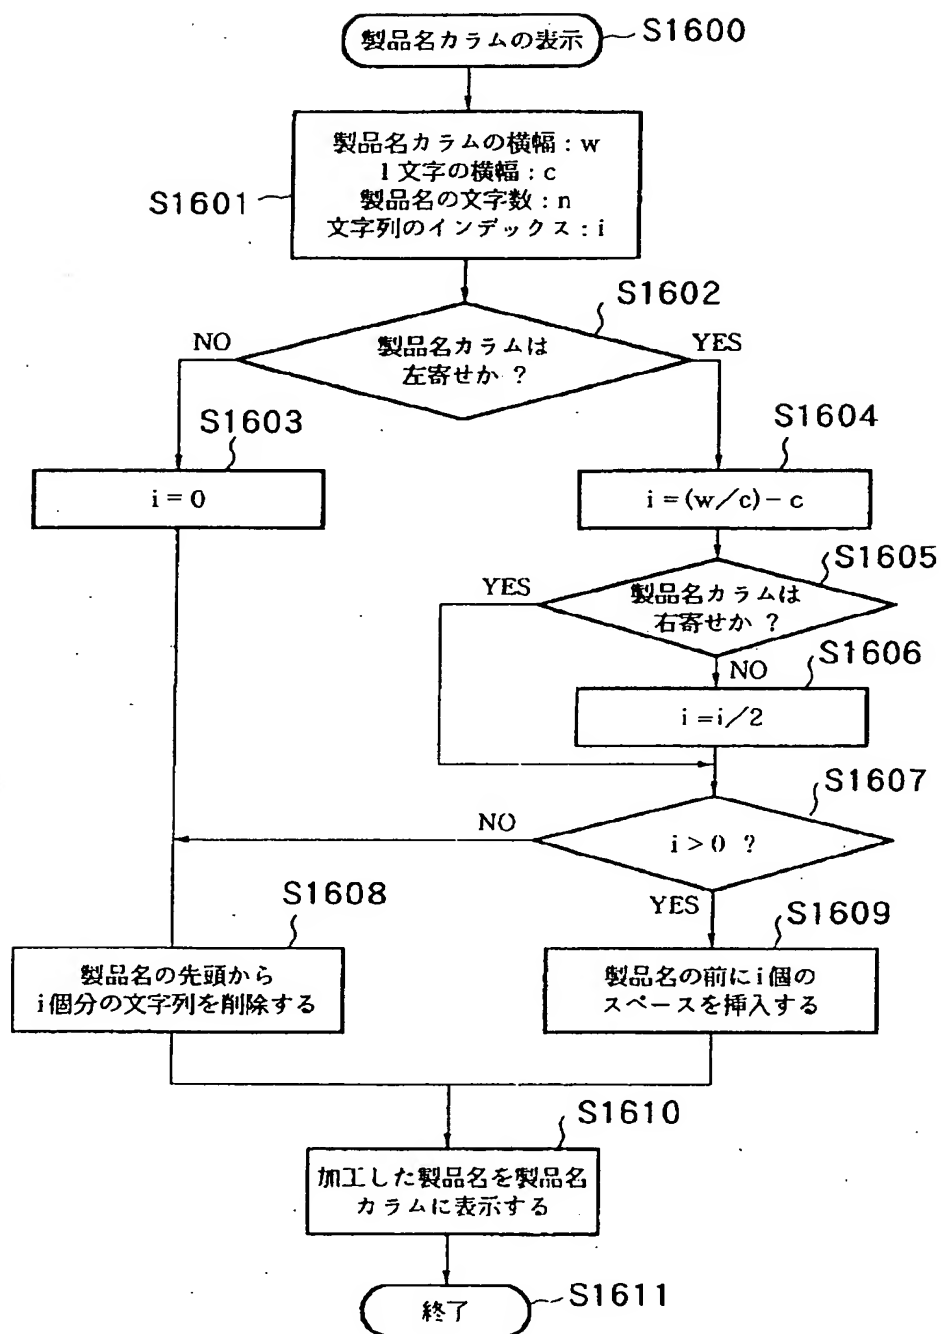 製品名カラムの表示
S1600
製品名カラムの横幅:w
1文字の横幅:c
製品名の文字数:n
文字列のインデックス:i
S1601
S1602
製品名カラムは
左寄せか ?
NO
YES
S1603
i=0
S1604
i=(w/c)-c
S1605
製品名カラムは
右寄せか ?
YES
NO
S1606
i=i/2
S1607
i>0 ?
NO
YES
S1608
製品名の先頭から
i個分の文字列を削除する
S1609
製品名の前にi個の
スペースを挿入する
S1610
加工した製品名を製品名
カラムに表示する
終了
S1611